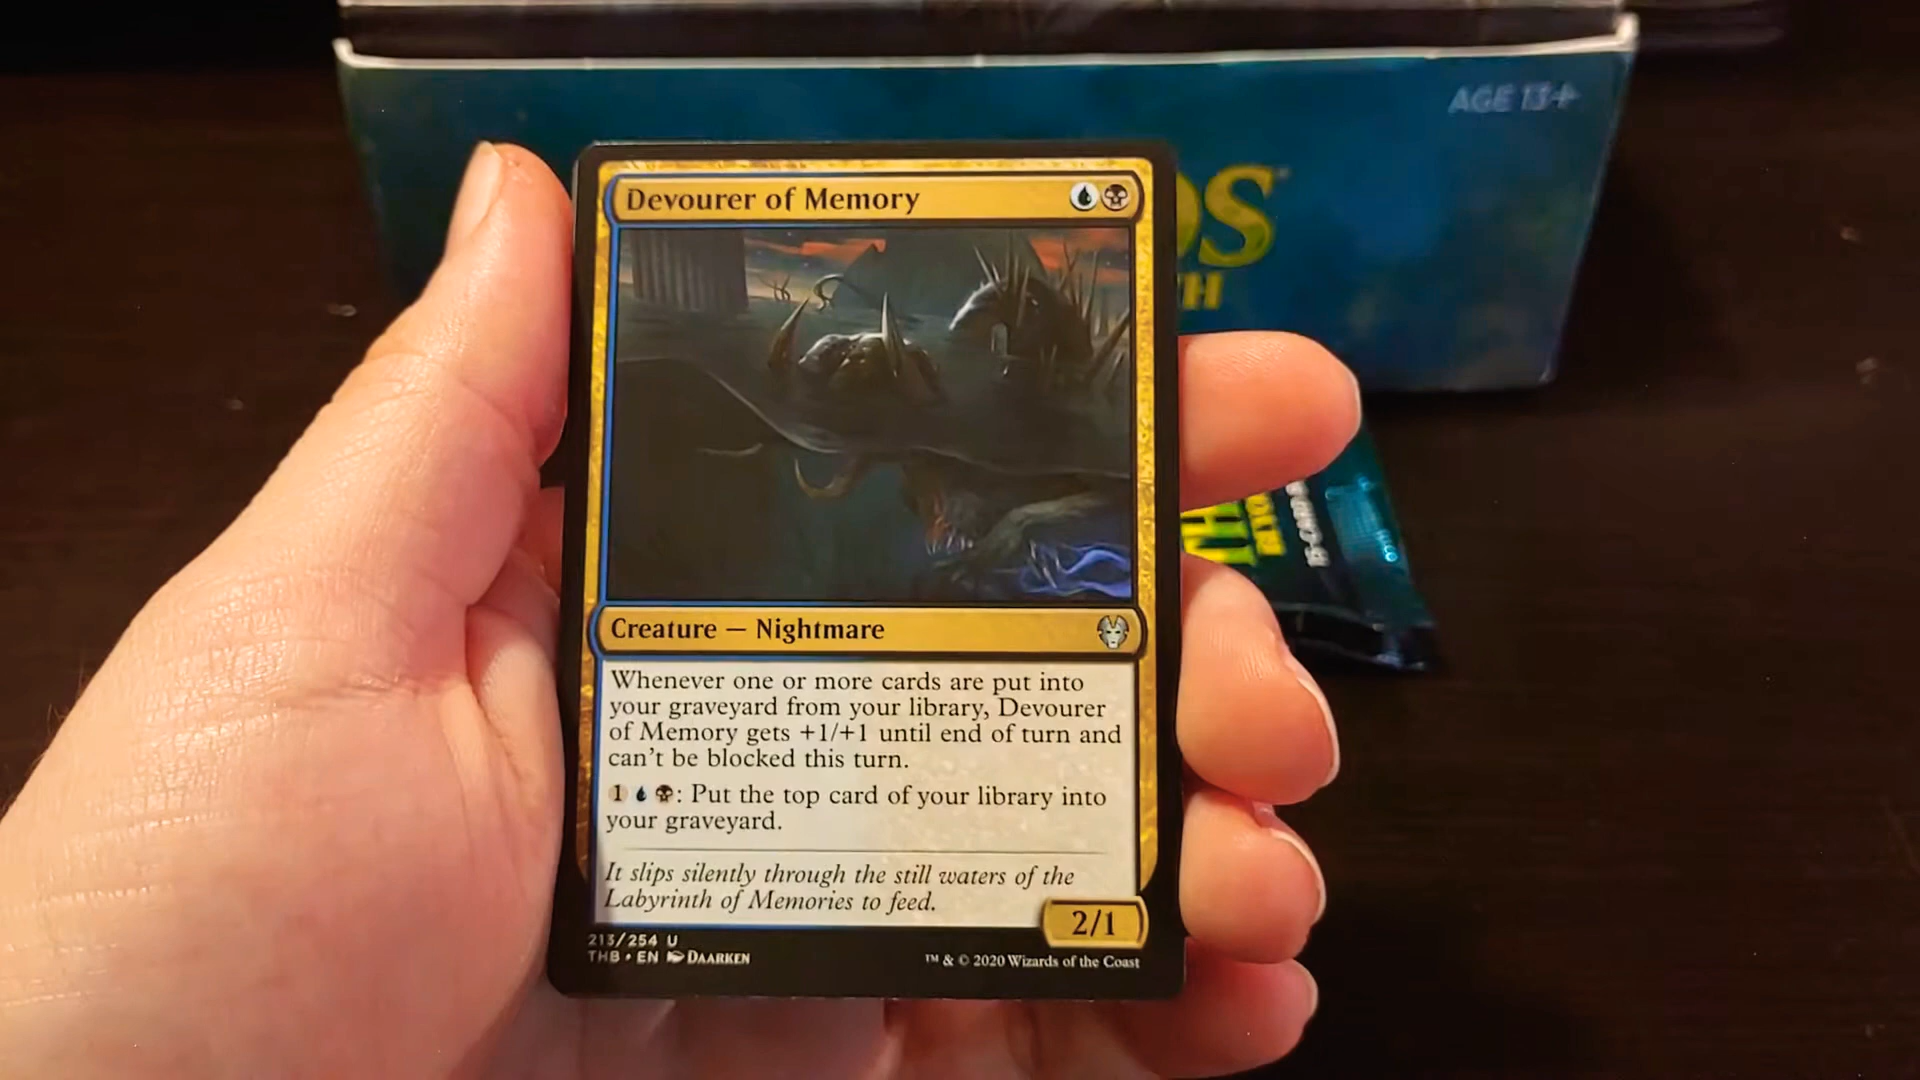 AGE 13+
OS
TH
Devourer of Memory
Creature — Nightmare
Whenever one or more cards are put into
your graveyard from your library, Devourer
of Memory gets +1/+1 until end of turn and
can't be blocked this turn.
1 : Put the top card of your library into
your graveyard.
It slips silently through the still waters of the
Labyrinth of Memories to feed.
2/1
213/254 U
THB • EN DAARKEN
™ & © 2020 Wizards of the Coast